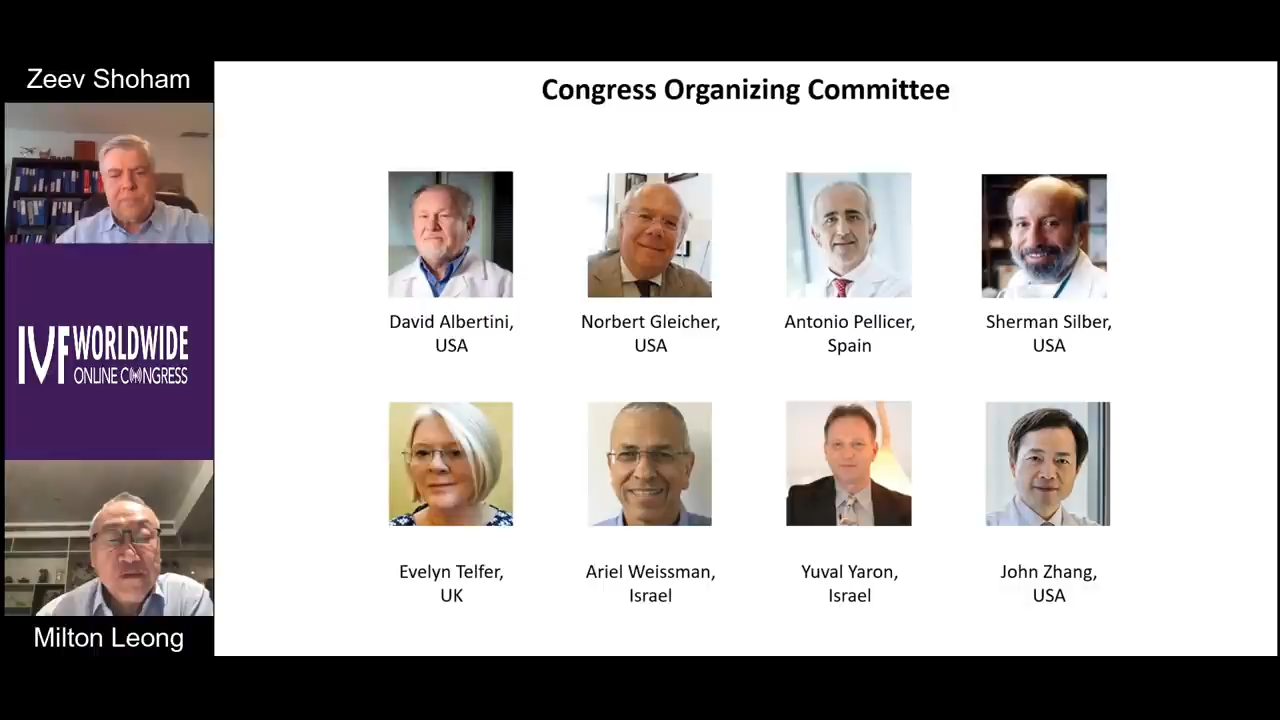 Zeev Shoham
IVF WORLDWIDE
ONLINE CONGRESS
Milton Leong
Congress Organizing Committee
David Albertini,
USA
Norbert Gleicher,
USA
Antonio Pellicer,
Spain
Sherman Silber,
USA
Evelyn Telfer,
UK
Ariel Weissman,
Israel
Yuval Yaron,
Israel
John Zhang,
USA